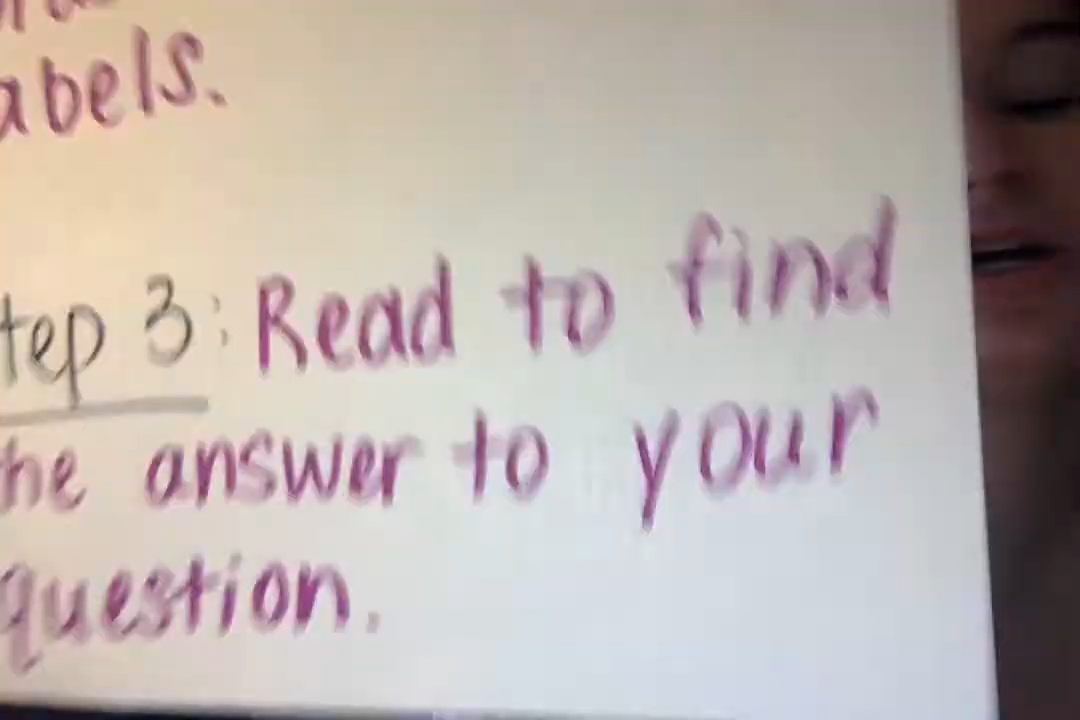 abels.
tep 3: Read to find
he answer to your
question.